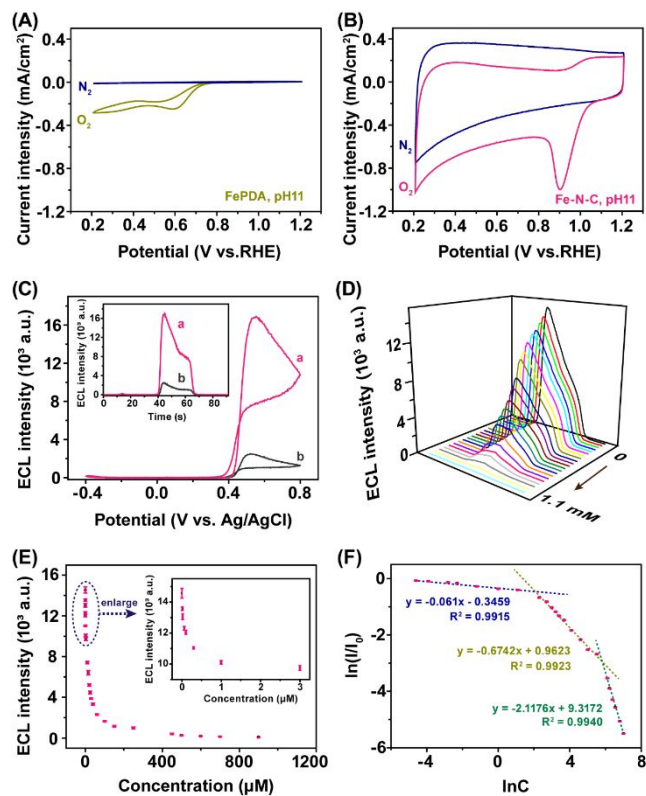 (A)
0.4
0.0
-0.4
-0.8
-1.2
Current intensity (mA/cm²)
N₂
O₂
FePDA, pH11
0.2 0.4 0.6 0.8 1.0 1.2
Potential (V vs.RHE)
(B)
0.4
0.0
-0.4
-0.8
-1.2
Current intensity (mA/cm²)
N₂
O₂
Fe-N-C, pH11
0.2 0.4 0.6 0.8 1.0 1.2
Potential (V vs.RHE)
(C)
20
16
12
8
4
0
ECL intensity (10³ a.u.)
16
12
8
4
0
ECL intensity (10³ a.u.)
a
b
0 20 40 60 80
Time (s)
a
b
-0.4 0.0 0.4 0.8
Potential (V vs. Ag/AgCl)
(D)
12
8
4
0
ECL intensity (10³ a.u.)
0
1.1 mM
(E)
16
14
12
10
8
6
4
2
0
ECL intensity (10³ a.u.)
enlarge
14
12
10
ECL intensity (10³ a.u.)
0 1 2 3
Concentration (µM)
0 400 800 1200
Concentration (µM)
(F)
0
-2
-4
-6
ln(I/I₀)
y = -0.061x - 0.3459
R² = 0.9915
y = -0.6742x + 0.9623
R² = 0.9923
y = -2.1176x + 9.3172
R² = 0.9940
-4 0 4 8
lnC